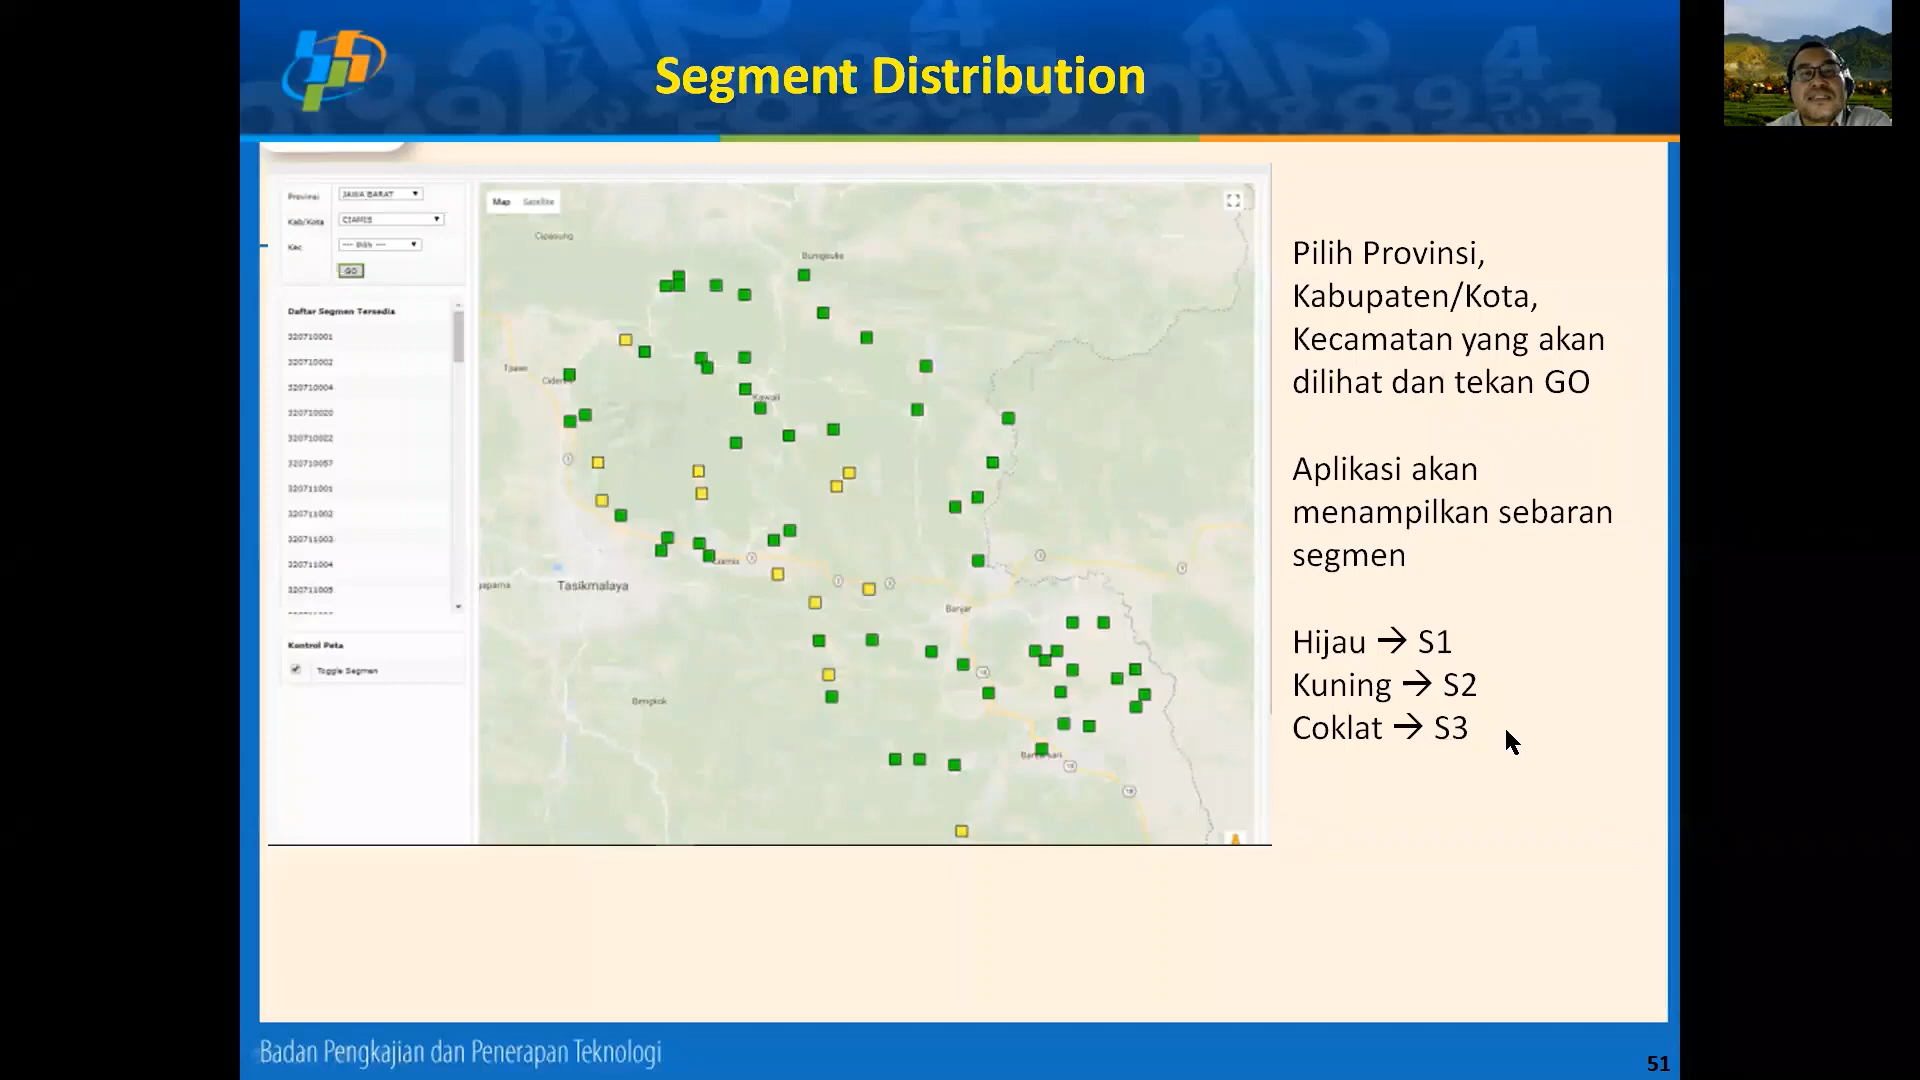 Segment Distribution
Provinsi
JAWA BARAT
Kab/Kota
CIAMIS
Kec
GO
Daftar Segmen Tersedia
320710001
320710002
320710004
320710020
320710022
320710057
320711001
320711002
320711003
320711004
320711005
Kontrol Peta
Toggle Segmen
Map Satellite
Cipasung
Kawali
Tasikmalaya
Banjar
Pilih Provinsi,
Kabupaten/Kota,
Kecamatan yang akan
dilihat dan tekan GO
Aplikasi akan
menampilkan sebaran
segmen
Hijau → S1
Kuning → S2
Coklat → S3
Badan Pengkajian dan Penerapan Teknologi
51